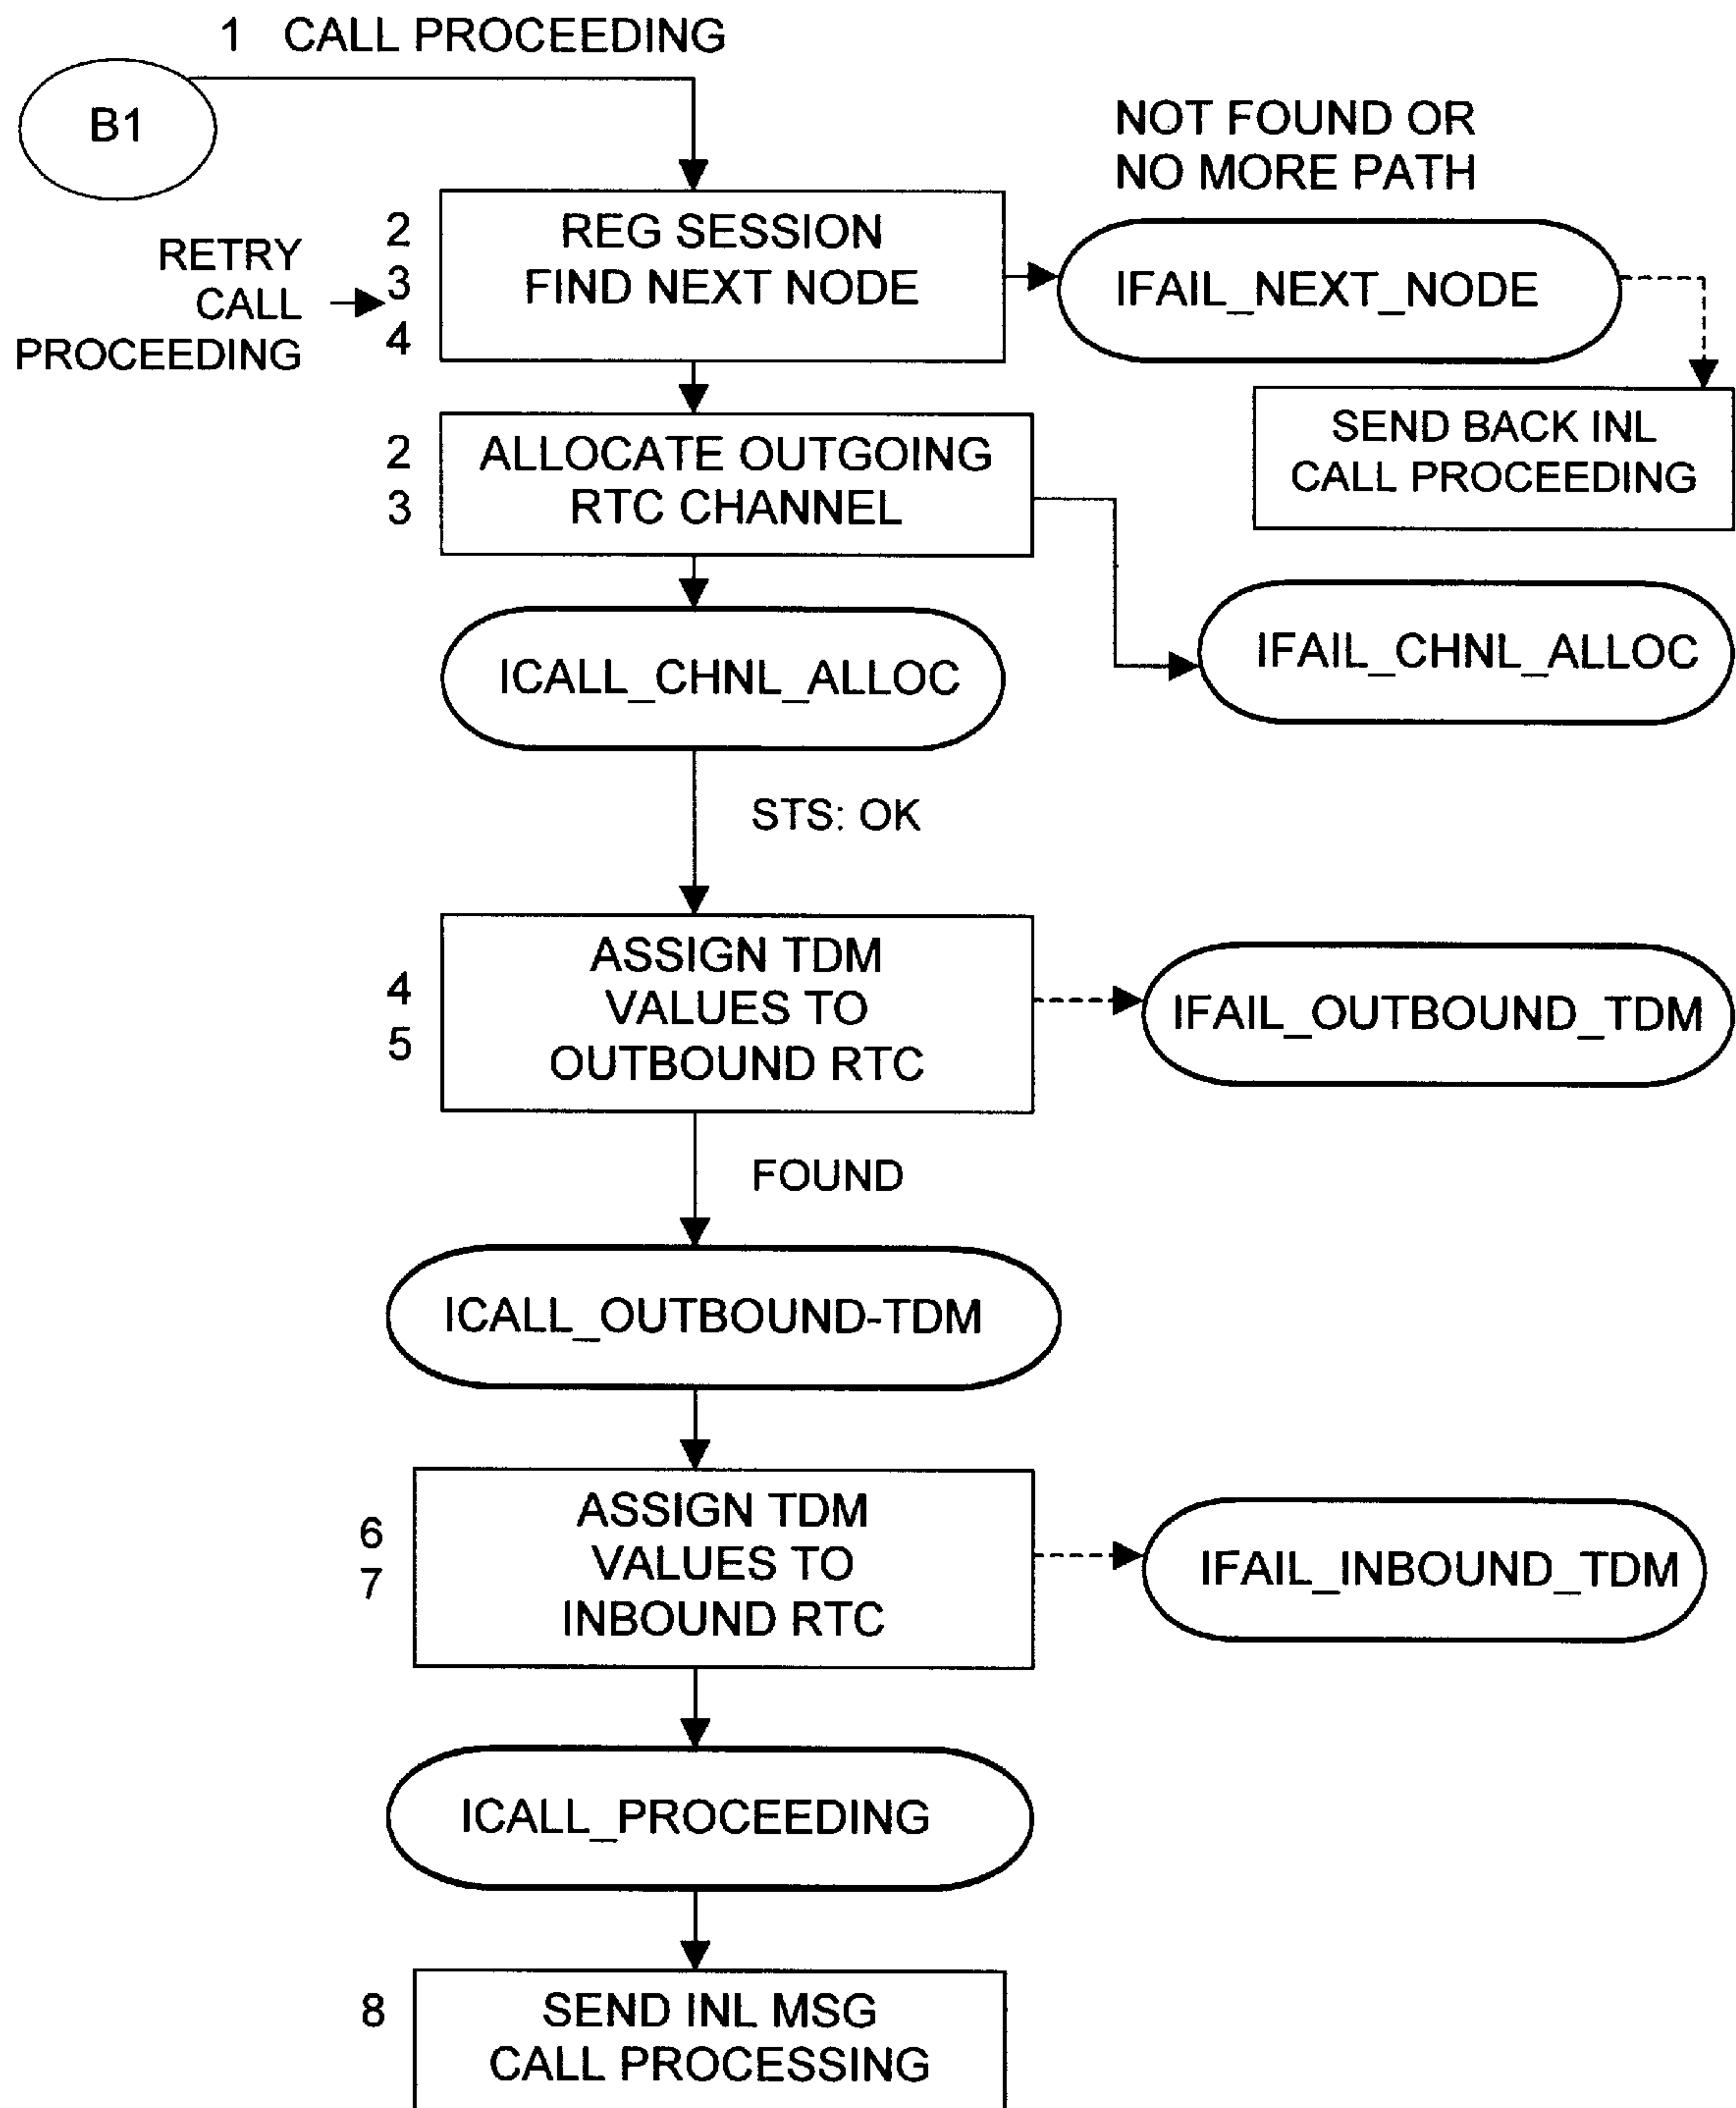 1 CALL PROCEEDING
B1
NOT FOUND OR
NO MORE PATH
2
3
4
RETRY
CALL
PROCEEDING
REG SESSION
FIND NEXT NODE
IFAIL_NEXT_NODE
SEND BACK INL
CALL PROCEEDING
2
3
ALLOCATE OUTGOING
RTC CHANNEL
IFAIL_CHNL_ALLOC
ICALL_CHNL_ALLOC
STS: OK
4
5
ASSIGN TDM
VALUES TO
OUTBOUND RTC
IFAIL_OUTBOUND_TDM
FOUND
ICALL_OUTBOUND-TDM
6
7
ASSIGN TDM
VALUES TO
INBOUND RTC
IFAIL_INBOUND_TDM
ICALL_PROCEEDING
8
SEND INL MSG
CALL PROCESSING